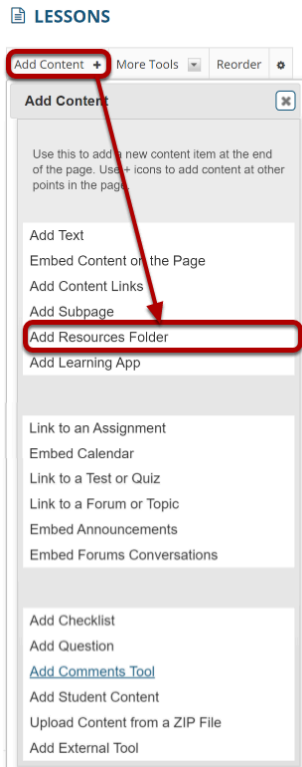 LESSONS
Add Content + More Tools Reorder
Add Content
Use this to add a new content item at the end
of the page. Use + icons to add content at other
points in the page.
Add Text
Embed Content on the Page
Add Content Links
Add Subpage
Add Resources Folder
Add Learning App
Link to an Assignment
Embed Calendar
Link to a Test or Quiz
Link to a Forum or Topic
Embed Announcements
Embed Forums Conversations
Add Checklist
Add Question
Add Comments Tool
Add Student Content
Upload Content from a ZIP File
Add External Tool